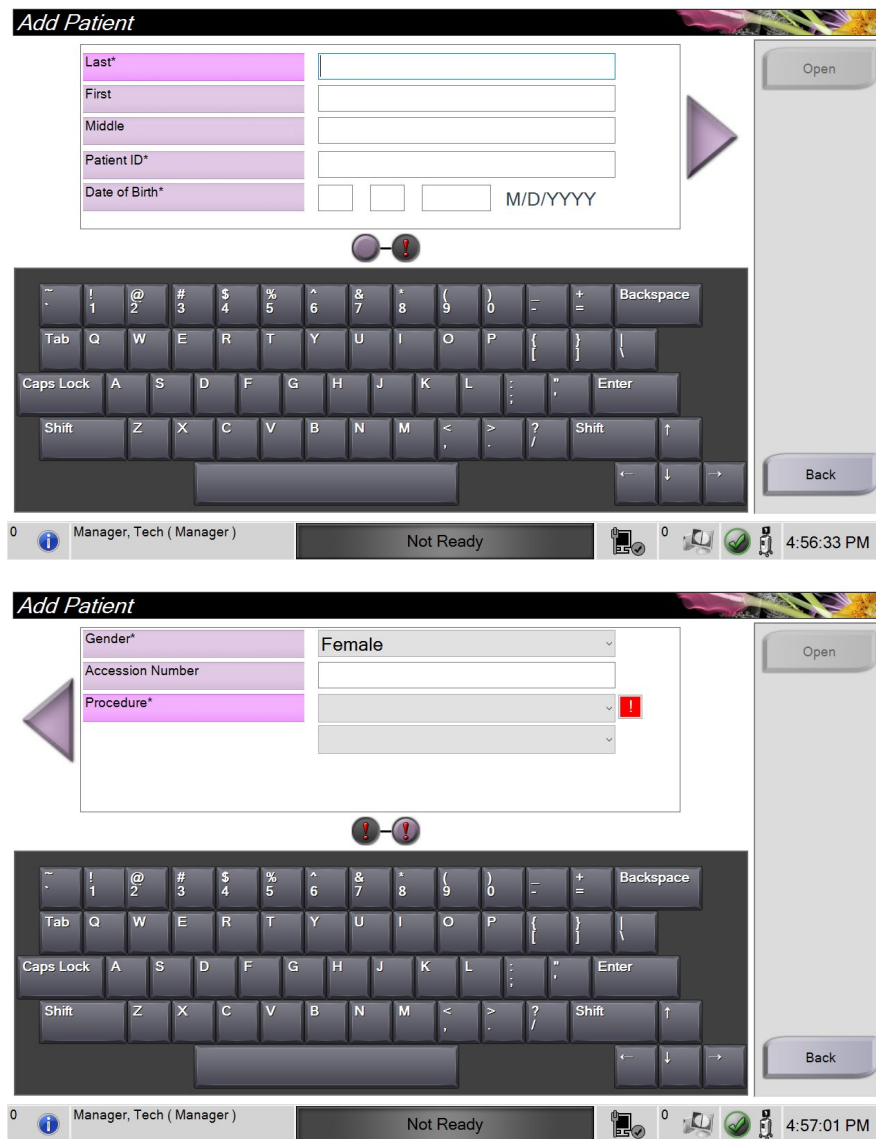 Add Patient
Last*
Open
First
Middle
Patient ID*
Date of Birth* M/D/YYYY
! !
~ ! @ # $ % ^ & * ( ) _ + Backspace
` 1 2 3 4 5 6 7 8 9 0 - =
Tab Q W E R T Y U I O P { } |
[ ] \
Caps Lock A S D F G H J K L : " Enter
; '
Shift Z X C V B N M < > ? Shift ↑
, . /
← ↓ →
Back
0 i Manager, Tech ( Manager ) Not Ready 0 4:56:33 PM
Add Patient
Gender* Female
Open
Accession Number
Procedure* !
! !
~ ! @ # $ % ^ & * ( ) _ + Backspace
` 1 2 3 4 5 6 7 8 9 0 - =
Tab Q W E R T Y U I O P { } |
[ ] \
Caps Lock A S D F G H J K L : " Enter
; '
Shift Z X C V B N M < > ? Shift ↑
, . /
← ↓ →
Back
0 i Manager, Tech ( Manager ) Not Ready 0 4:57:01 PM